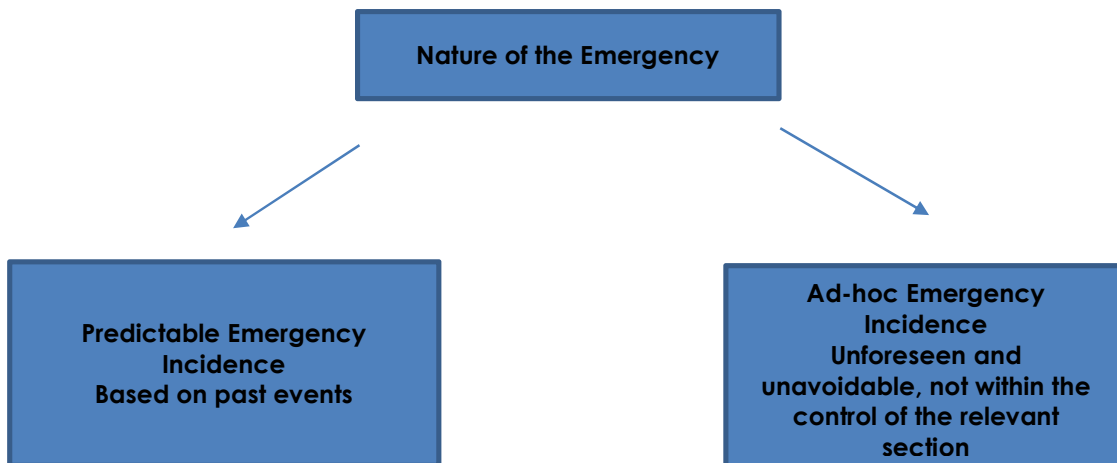 Nature of the Emergency
Predictable Emergency
Incidence
Based on past events
Ad-hoc Emergency
Incidence
Unforeseen and
unavoidable, not within the
control of the relevant
section